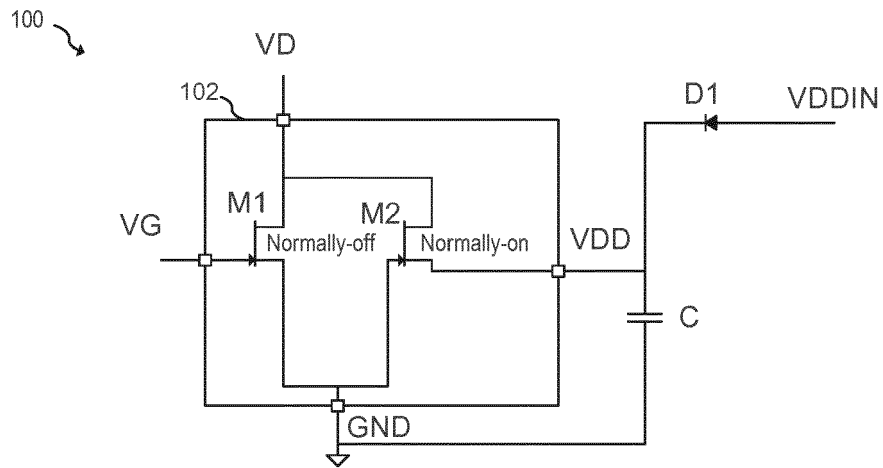 100
VD
102
D1
VDDIN
M1
M2
VG
Normally-off
Normally-on
VDD
C
GND